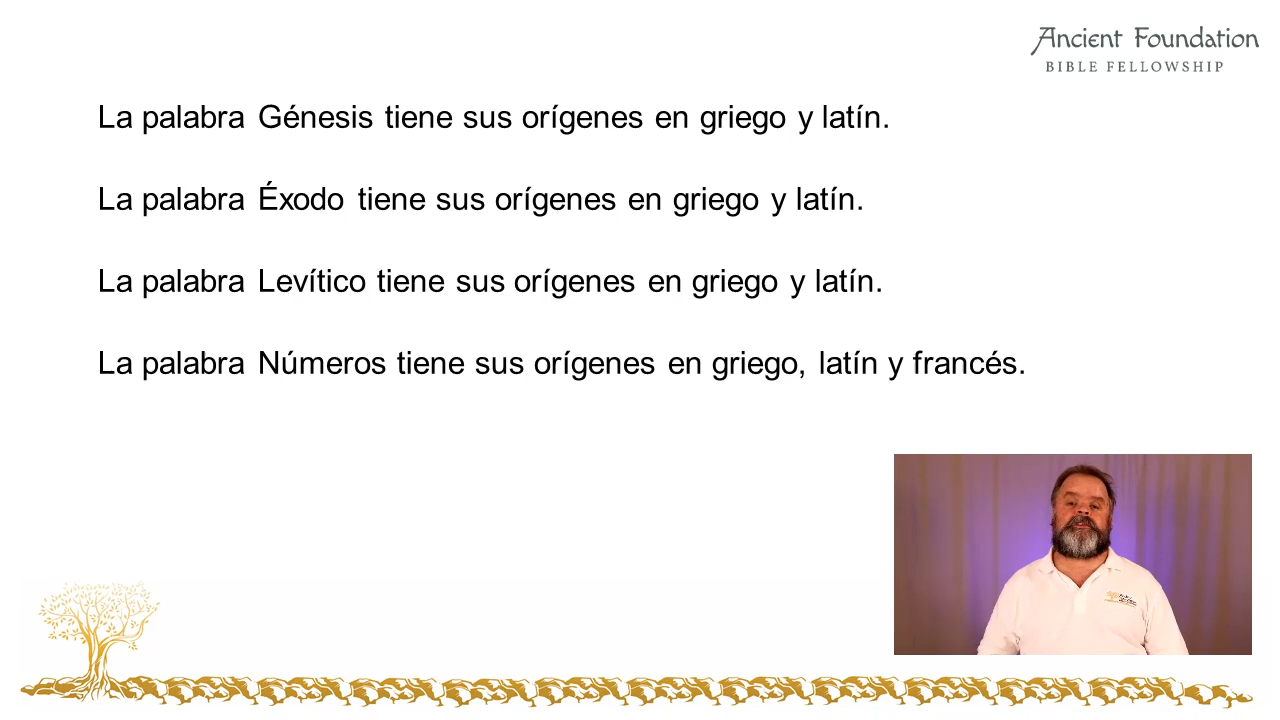 Ancient Foundation
BIBLE FELLOWSHIP
La palabra Génesis tiene sus orígenes en griego y latín.
La palabra Éxodo tiene sus orígenes en griego y latín.
La palabra Levítico tiene sus orígenes en griego y latín.
La palabra Números tiene sus orígenes en griego, latín y francés.